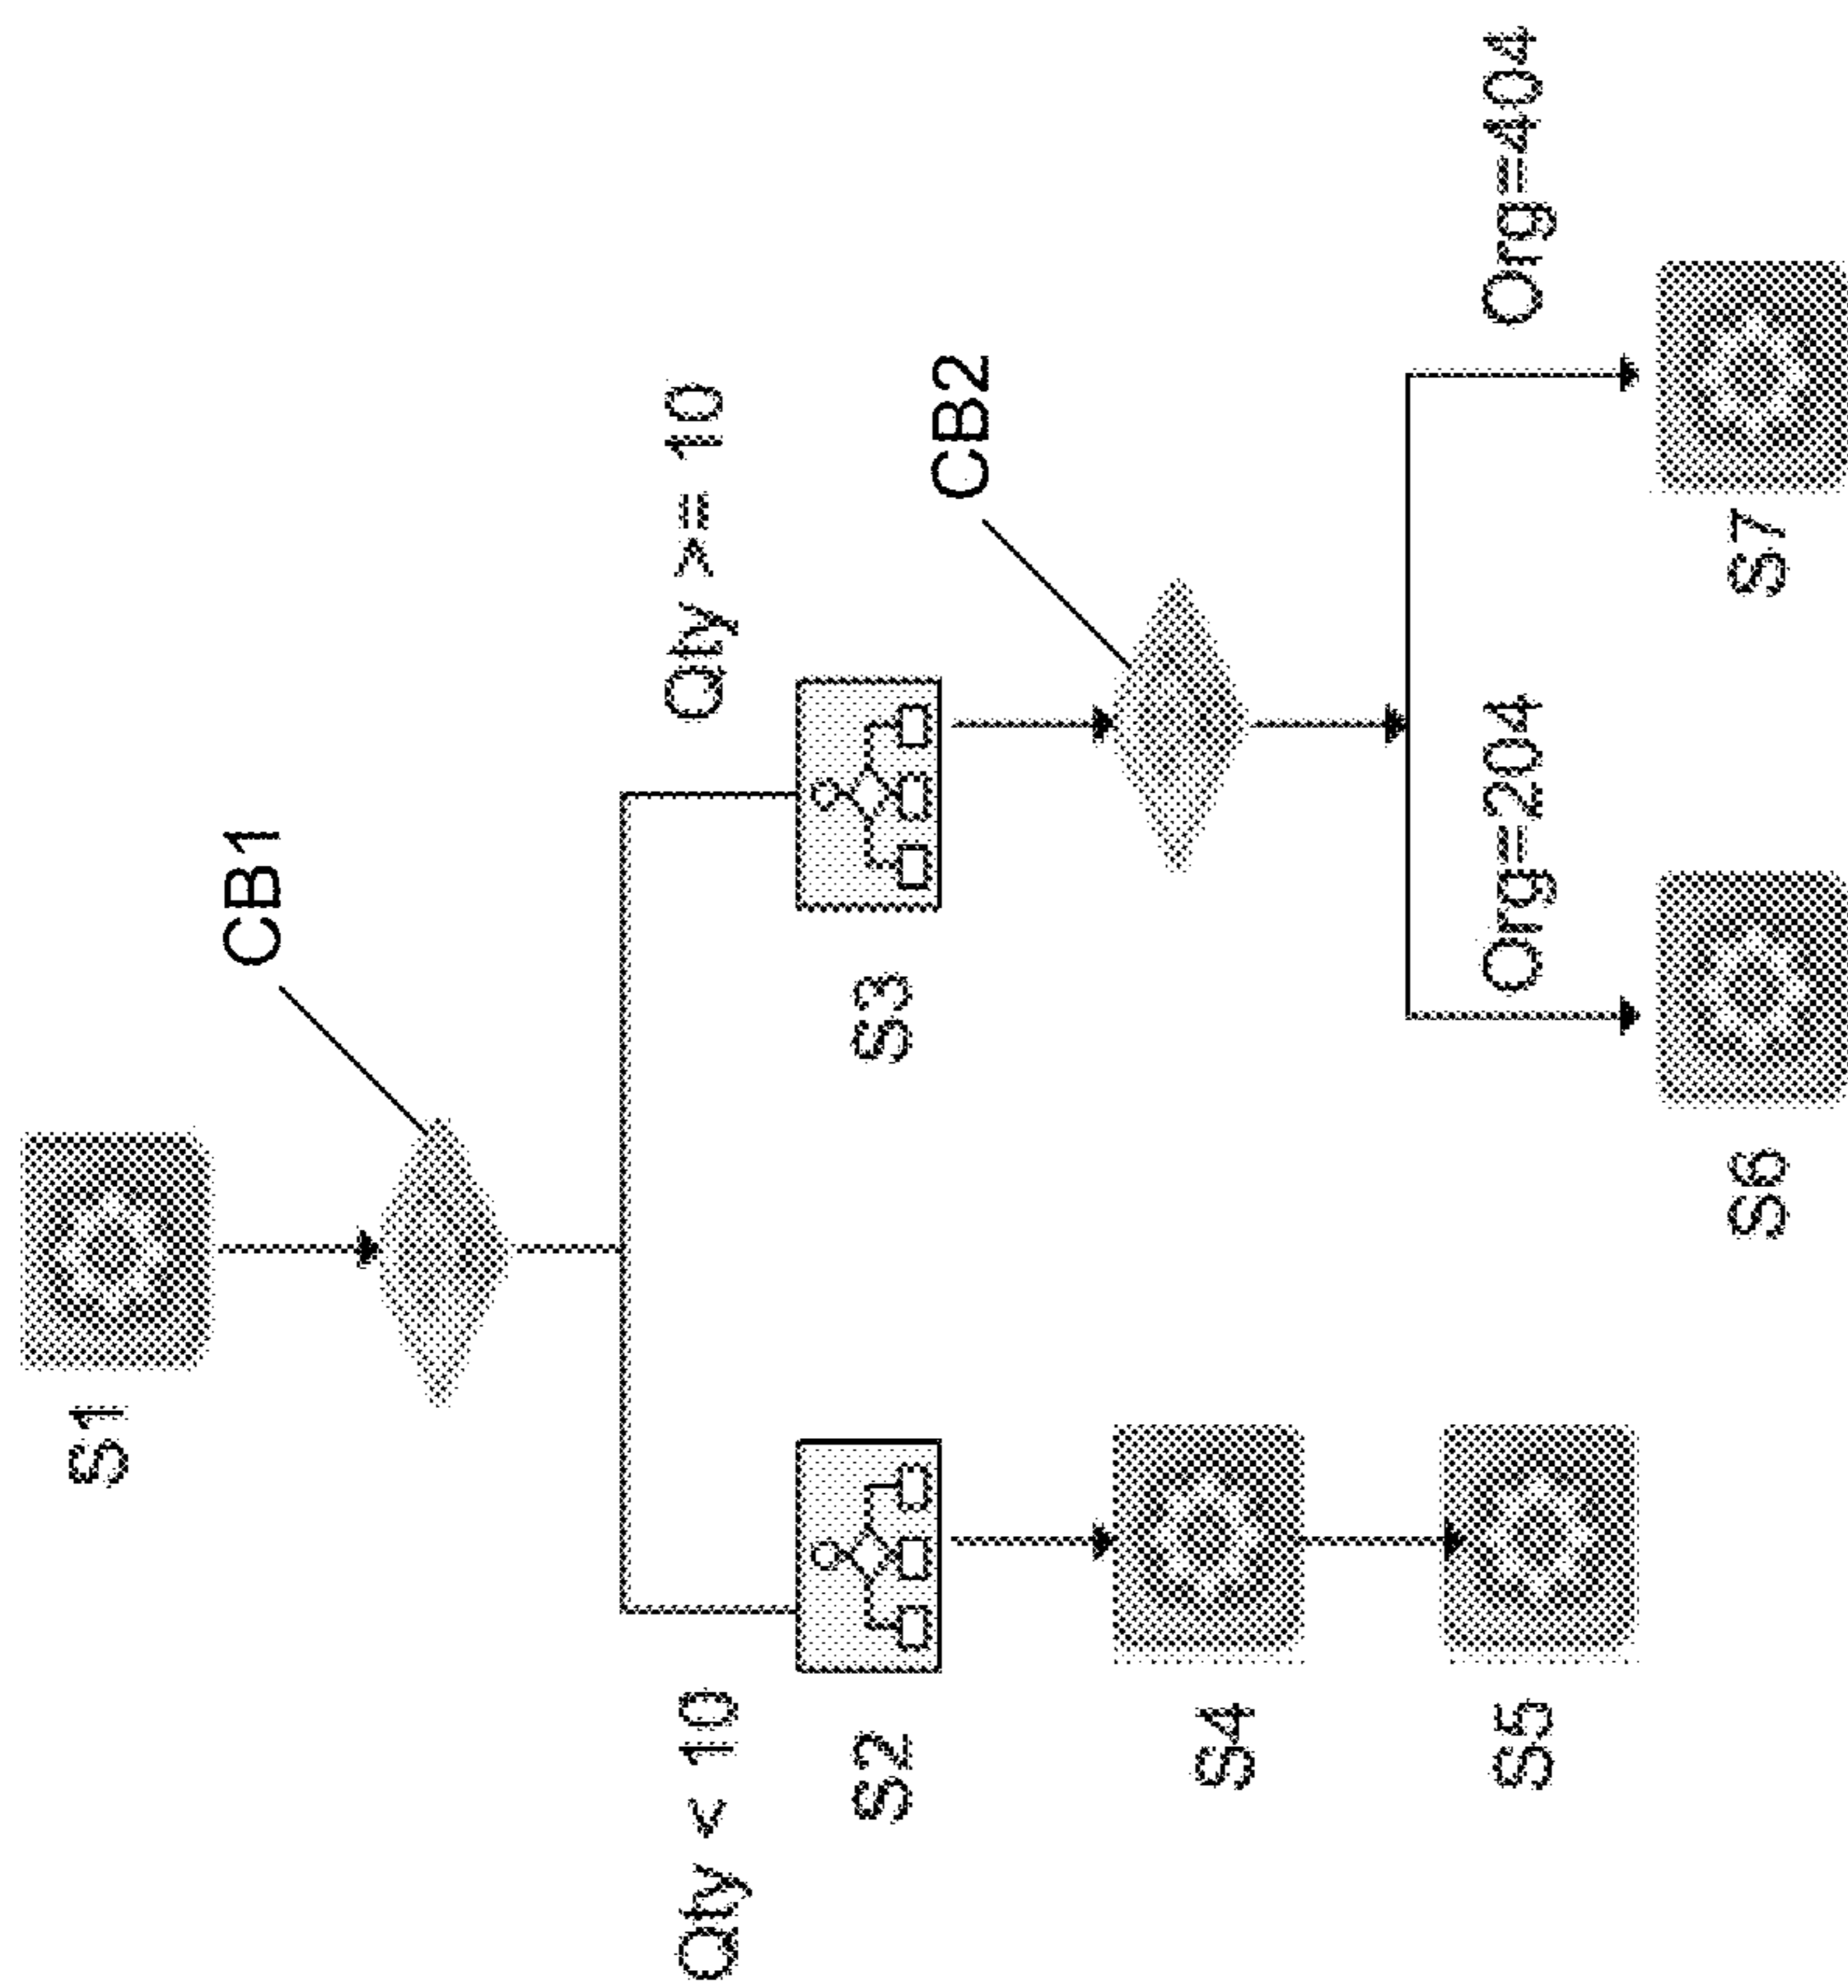 S1
CB1
Qty < 10
Qty >= 10
S2
S3
CB2
S4
S5
Org=204
Org=404
S6
S7